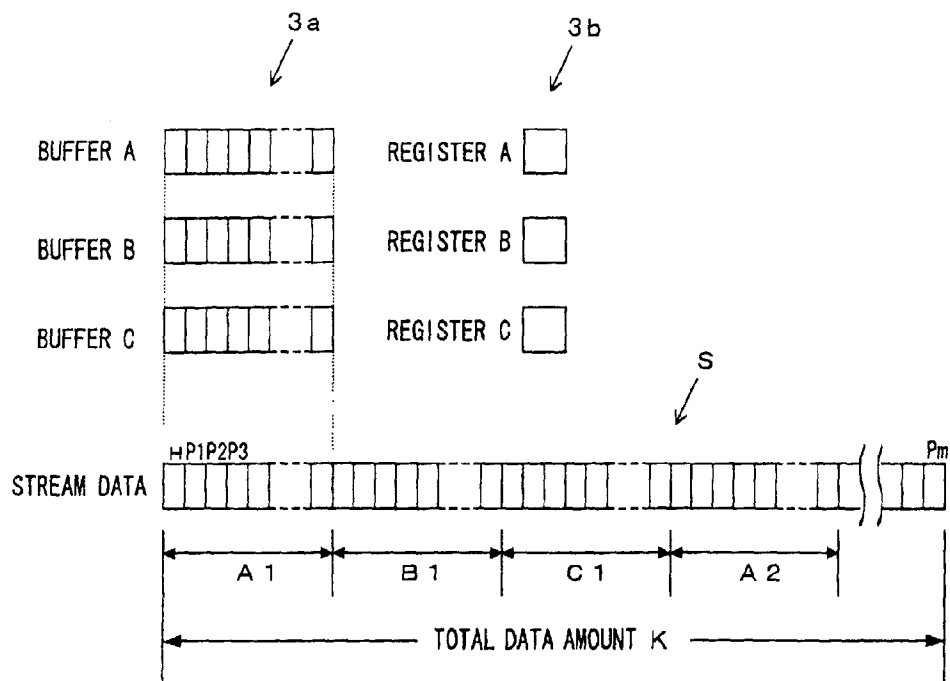 3a 3b
BUFFER A REGISTER A
BUFFER B REGISTER B
BUFFER C REGISTER C
S
HP1P2P3 Pm
STREAM DATA
A1 B1 C1 A2
TOTAL DATA AMOUNT K